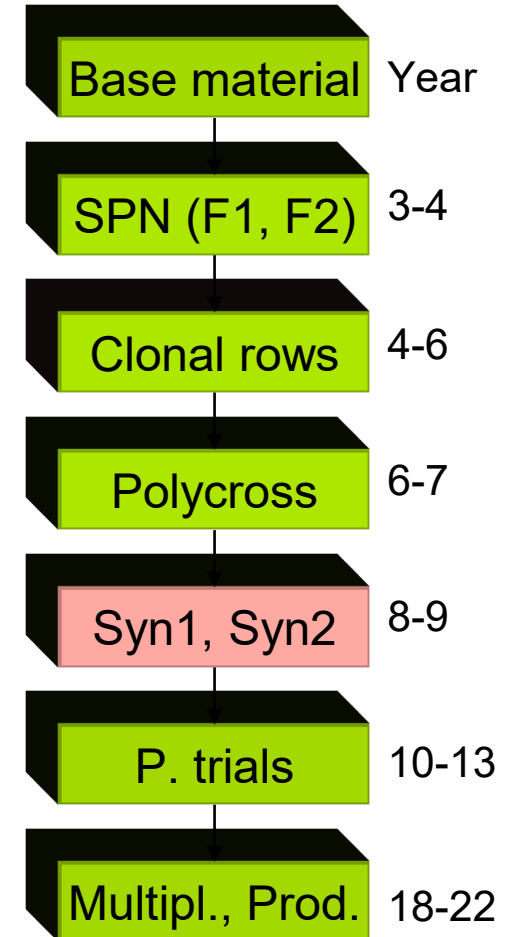 Base material Year
SPN (F1, F2) 3-4
Clonal rows 4-6
Polycross 6-7
Syn1, Syn2 8-9
P. trials 10-13
Multipl., Prod. 18-22